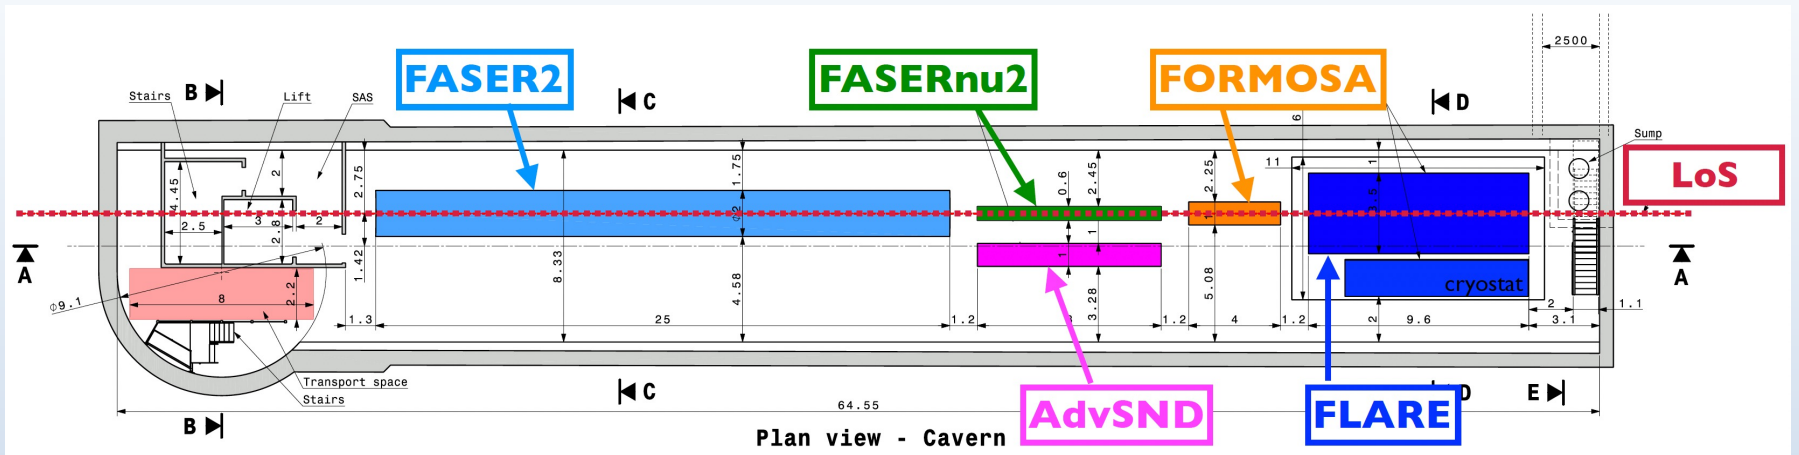 FASER2
FASERnu2
FORMOSA
2500
Stairs
B
Lift
SAS
C
D
6
Sump
LoS
11
2
2.75
1.75
0.6
2.45
2.25
1
4.45
3.5
2
1
2.5
3
2
2.8
1
A
A
1.42
8.33
4.58
1
3.28
5.08
cryostat
2
1.1
Ø9.1
8
2.2
1.3
25
1.2
1.2
4
1.2
9.6
2
3.1
Transport space
Stairs
C
D
E
64.55
AdvSND
FLARE
B
Plan view - Cavern